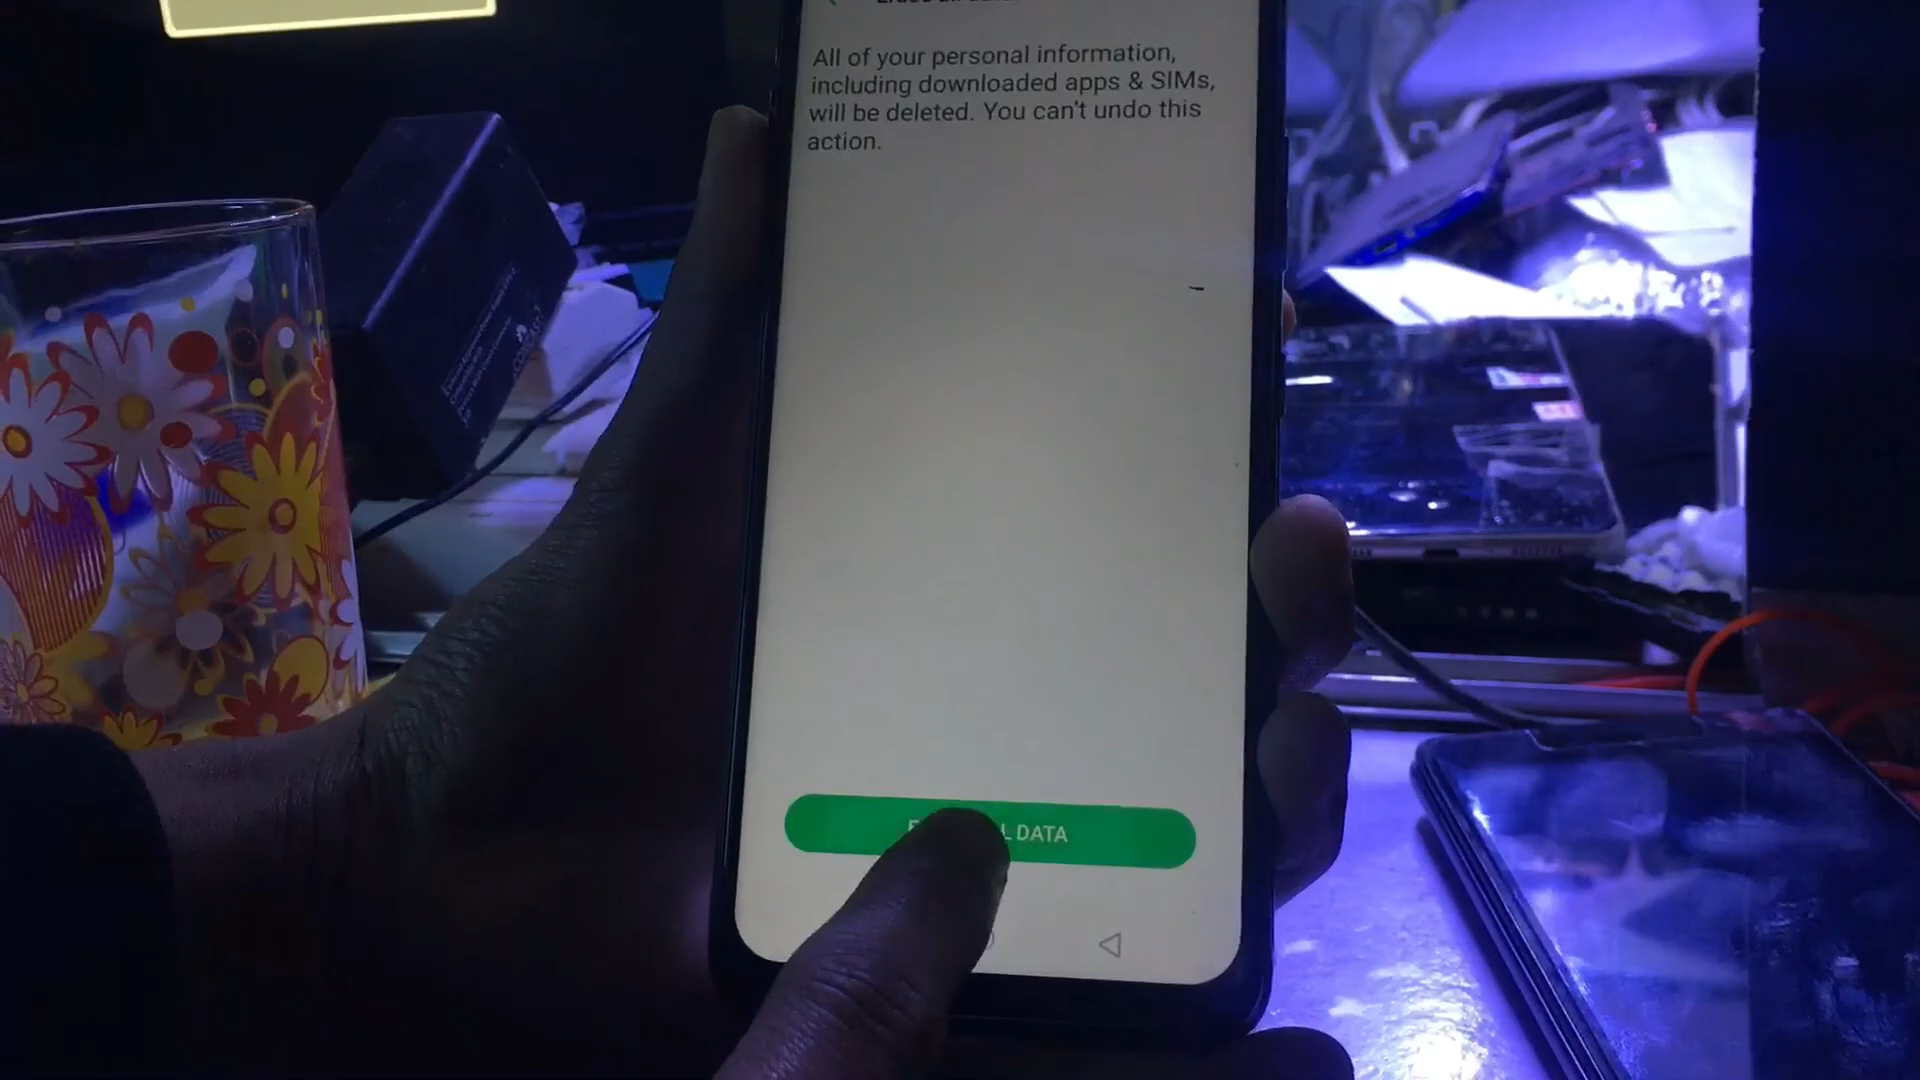 All of your personal information,
including downloaded apps & SIMs,
will be deleted. You can't undo this
action.
DATA